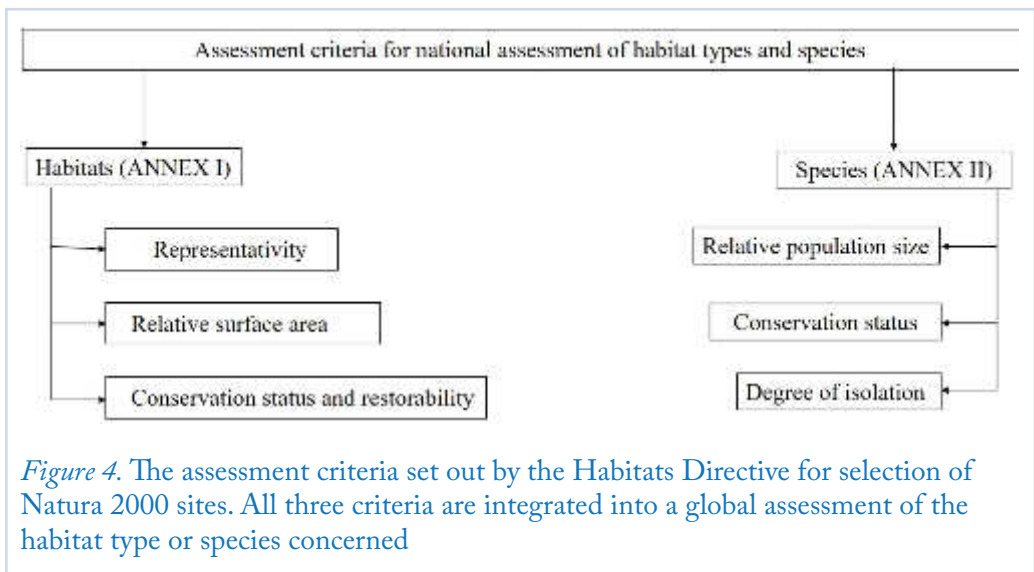 Assessment criteria for national assessment of habitat types and species
Habitats (ANNEX I)
Species (ANNEX II)
Representativity
Relative population size
Relative surface area
Conservation status
Conservation status and restorability
Degree of isolation
Figure 4. The assessment criteria set out by the Habitats Directive for selection of
Natura 2000 sites. All three criteria are integrated into a global assessment of the
habitat type or species concerned